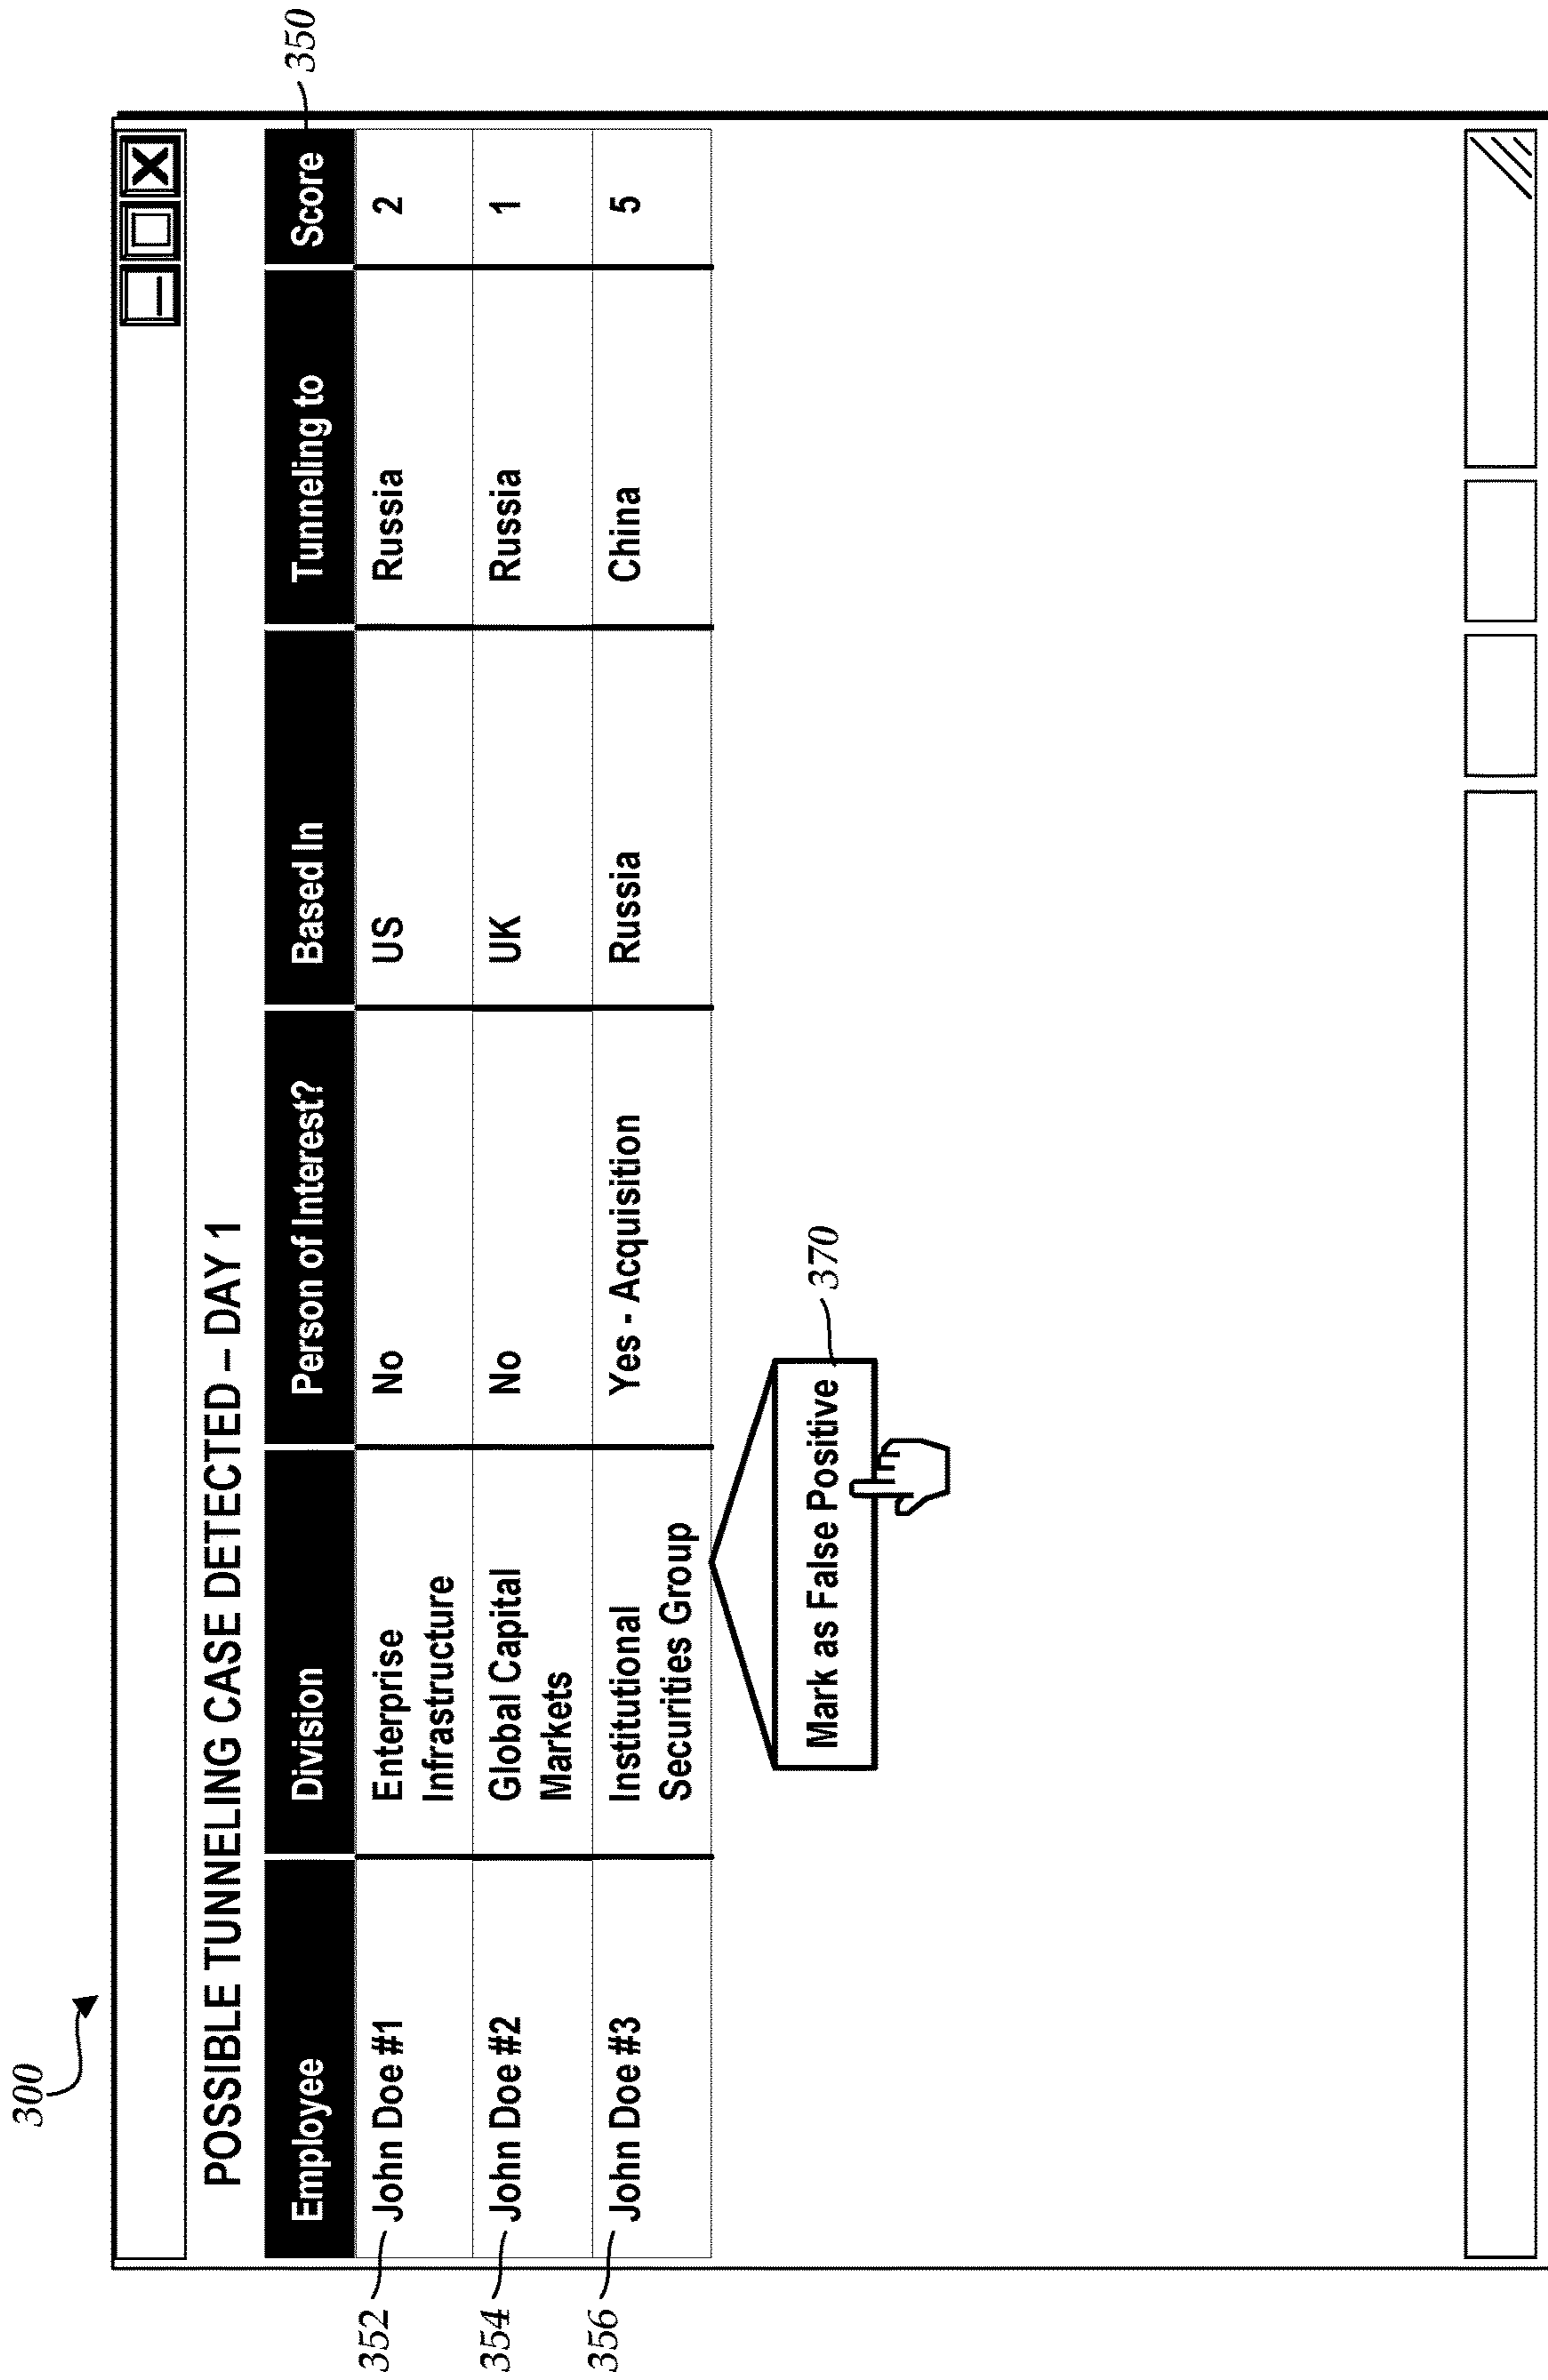 300
POSSIBLE TUNNELING CASE DETECTED – DAY 1
Employee Division Person of Interest? Based In Tunneling to Score 350
352 John Doe #1 Enterprise No US Russia 2
Infrastructure
354 John Doe #2 Global Capital No UK Russia 1
Markets
356 John Doe #3 Institutional Yes - Acquisition Russia China 5
Securities Group
Mark as False Positive 370